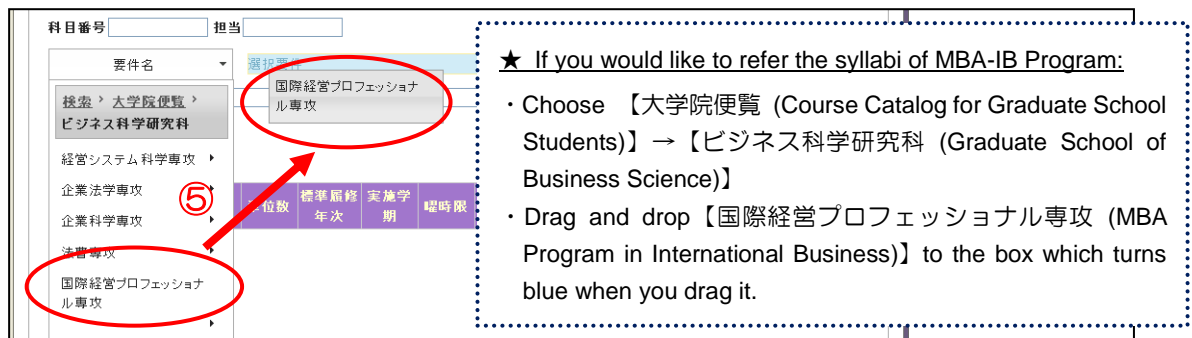 科目番号 担当
要件名
選択要件
国際経営プロフェッショナ
ル専攻
検索 > 大学院便覧 >
ビジネス科学研究科
経営システム科学専攻
企業法学専攻
企業科学専攻
法曹専攻
国際経営プロフェッショナ
ル専攻
⑤
単位数 標準履修年次 実施学期 曜時限
★ If you would like to refer the syllabi of MBA-IB Program:
・Choose 【大学院便覧 (Course Catalog for Graduate School
Students)】→【ビジネス科学研究科 (Graduate School of
Business Science)】
・Drag and drop【国際経営プロフェッショナル専攻 (MBA
Program in International Business)】to the box which turns
blue when you drag it.